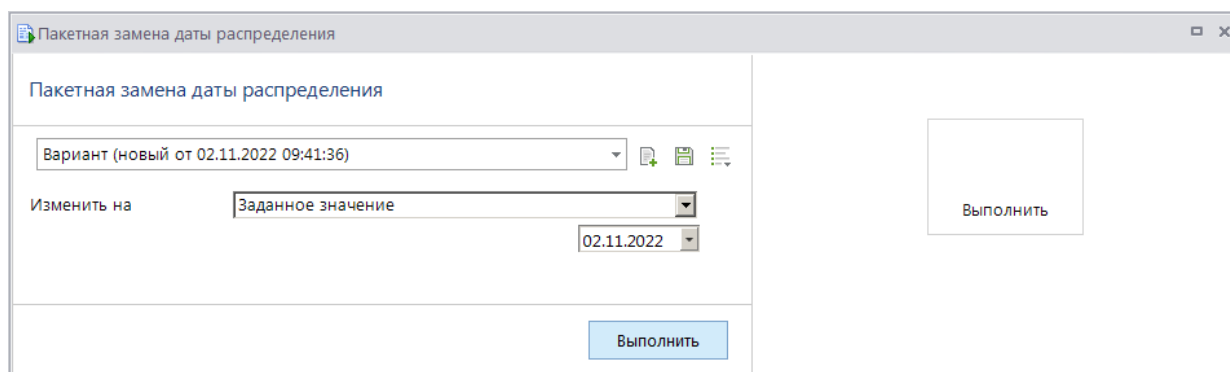 Пакетная замена даты распределения
Пакетная замена даты распределения
Вариант (новый от 02.11.2022 09:41:36)
Изменить на Заданное значение
02.11.2022
Выполнить
Выполнить